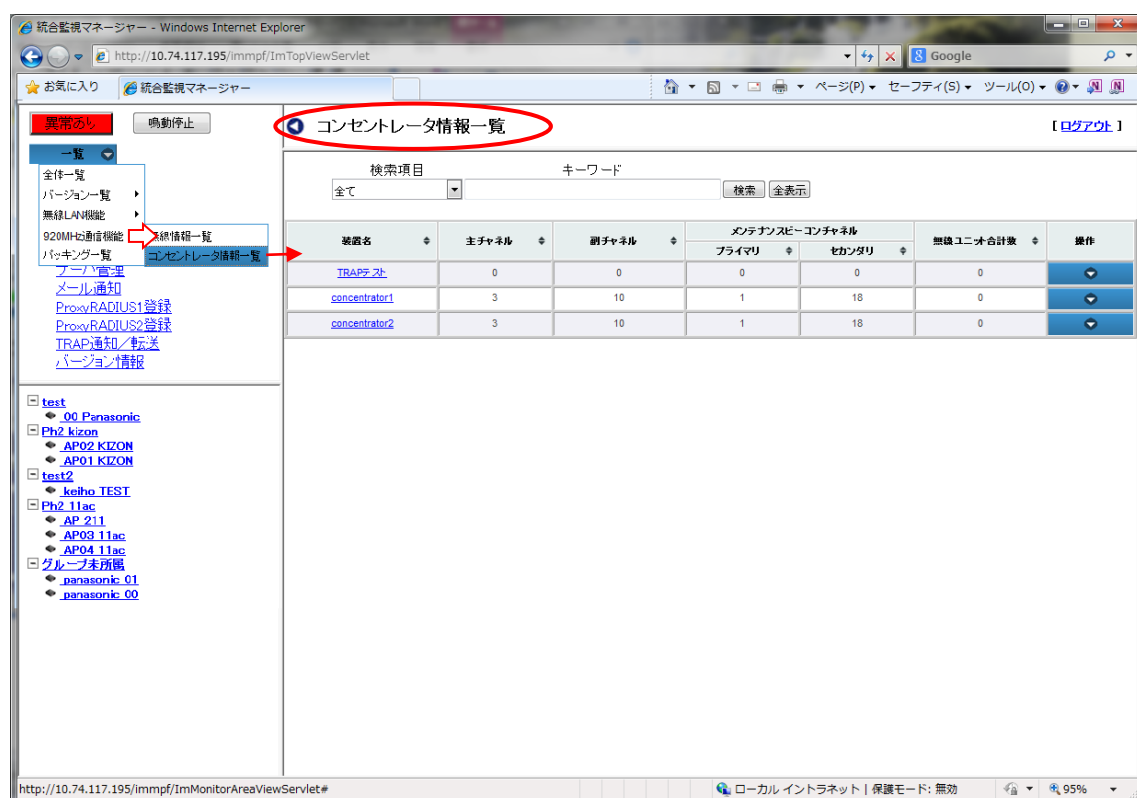 統合監視マネージャー - Windows Internet Explorer
http://10.74.117.195/immpf/ImTopViewServlet
Google
お気に入り
統合監視マネージャー
ページ(P)
セーフティ(S)
ツール(O)
異常あり
鳴動停止
コンセントレータ情報一覧
[ ログアウト ]
一覧
全体一覧
バージョン一覧
無線LAN機能
920MHz通信機能
パッキング一覧
線情報一覧
コンセントレータ情報一覧
検索項目
キーワード
全て
検索
全表示
装置名
主チャネル
副チャネル
メンテナンスビーコンチャネル
プライマリ
セカンダリ
無線ユニット合計数
操作
TRAPテスト 0 0 0 0 0
concentrator1 3 10 1 18 0
concentrator2 3 10 1 18 0
管理
メール通知
ProxyRADIUS1登録
ProxyRADIUS2登録
TRAP通知／転送
バージョン情報
test
00 Panasonic
Ph2 kizon
AP02 KIZON
AP01 KIZON
test2
keiho TEST
Ph2 11ac
AP 211
AP03 11ac
AP04 11ac
グループ未所属
panasonic 01
panasonic 00
http://10.74.117.195/immpf/ImMonitorAreaViewServlet#
ローカル イントラネット | 保護モード: 無効
95%